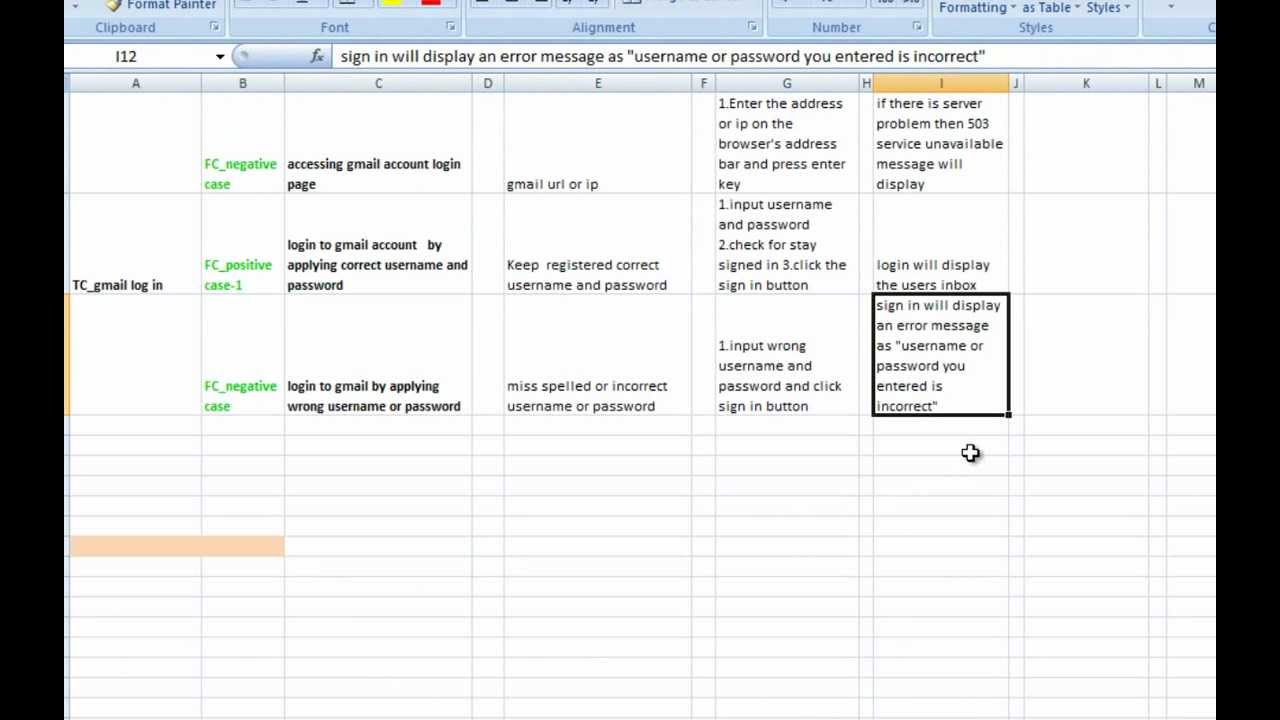 Format Painter
Formatting as Table Styles
Clipboard Font Alignment Number Styles
I12 fx sign in will display an error message as "username or password you entered is incorrect"
A B C D E F G H I J K L M
FC_negative
case
accessing gmail account login
page
gmail url or ip
1.Enter the address
or ip on the
browser's address
bar and press enter
key
if there is server
problem then 503
service unavailable
message will
display
TC_gmail log in
FC_positive
case-1
login to gmail account by
applying correct username and
password
Keep registered correct
username and password
1.input username
and password
2.check for stay
signed in 3.click the
sign in button
login will display
the users inbox
FC_negative
case
login to gmail by applying
wrong username or password
miss spelled or incorrect
username or password
1.input wrong
username and
password and click
sign in button
sign in will display
an error message
as "username or
password you
entered is
incorrect"